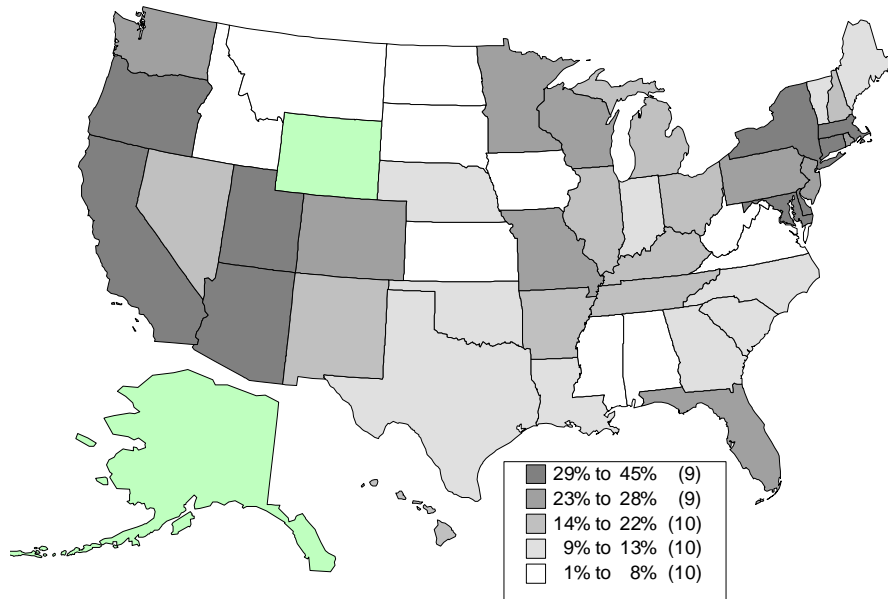 29% to 45% (9)
23% to 28% (9)
14% to 22% (10)
9% to 13% (10)
1% to 8% (10)